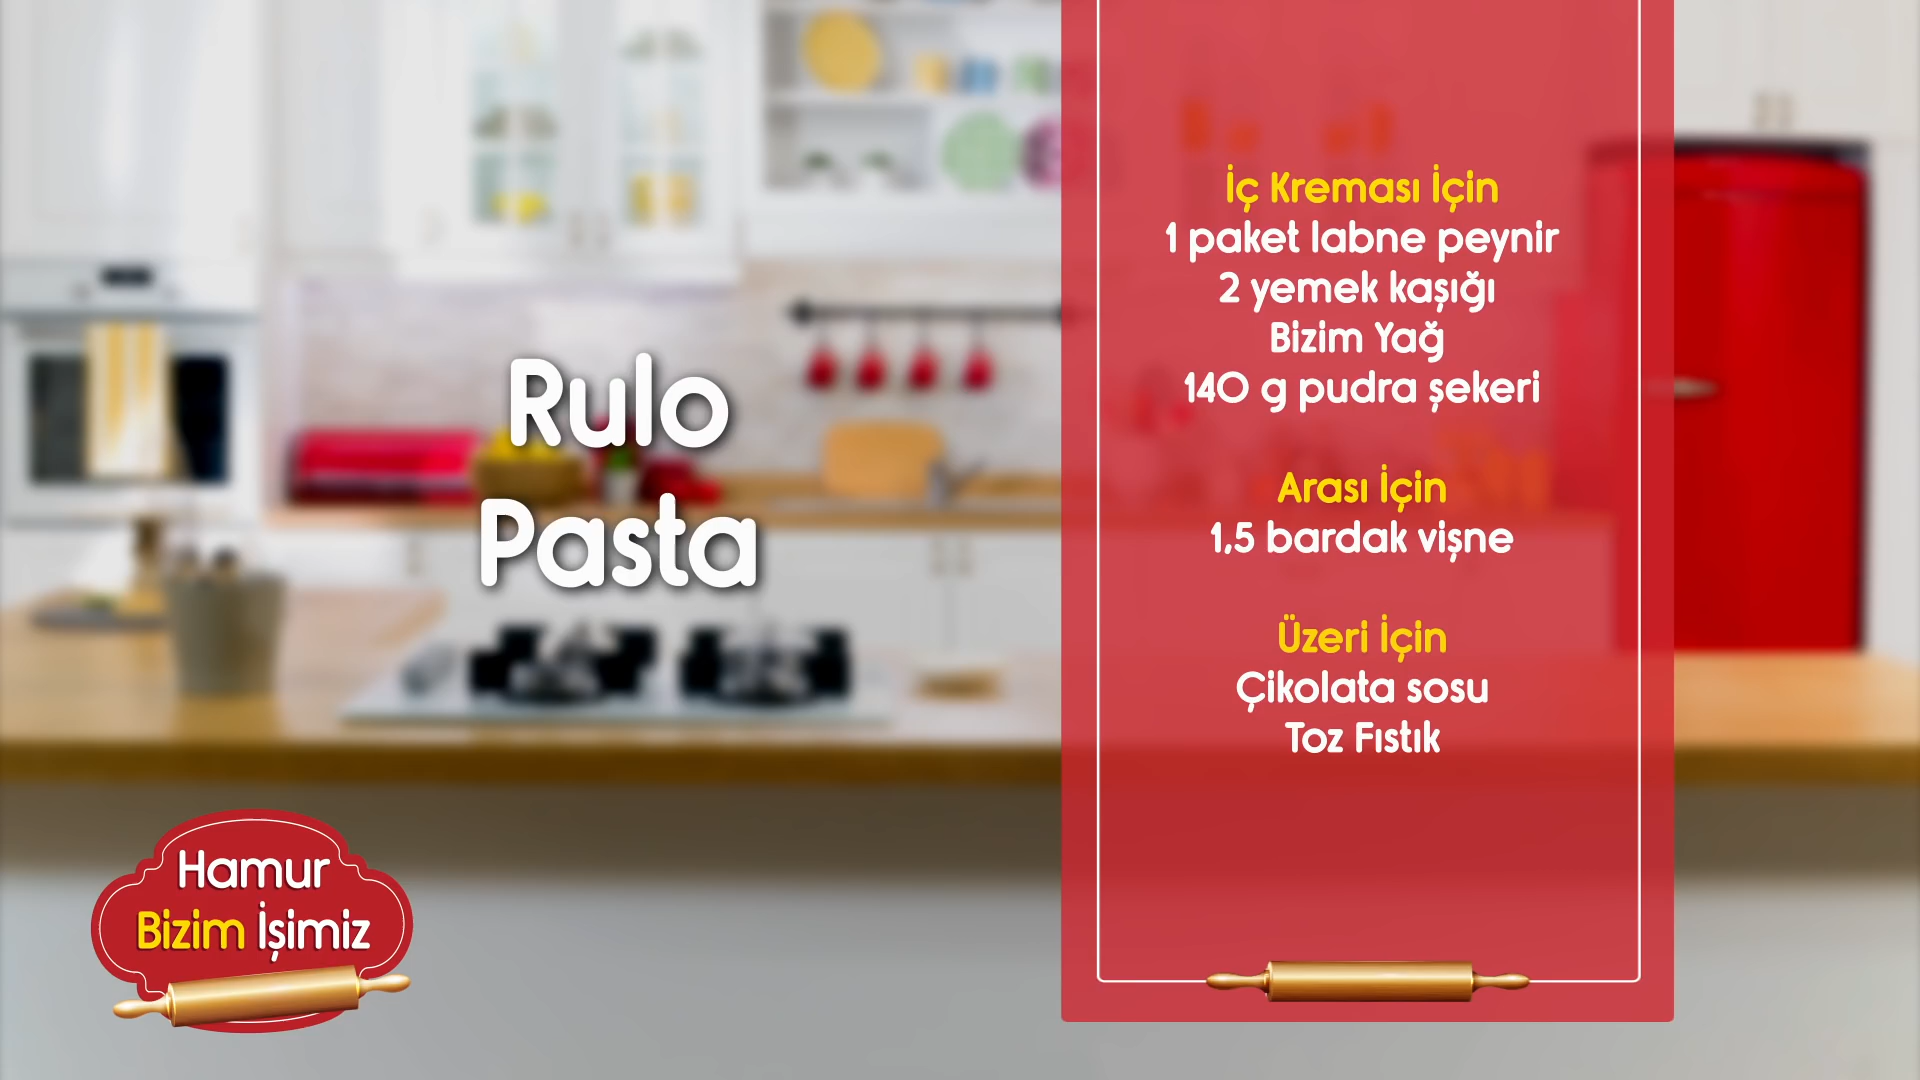 Rulo
Pasta
İç Kreması İçin
1 paket labne peynir
2 yemek kaşığı
Bizim Yağ
140 g pudra şekeri
Arası İçin
1,5 bardak vişne
Üzeri İçin
Çikolata sosu
Toz Fıstık
Hamur
Bizim İşimiz